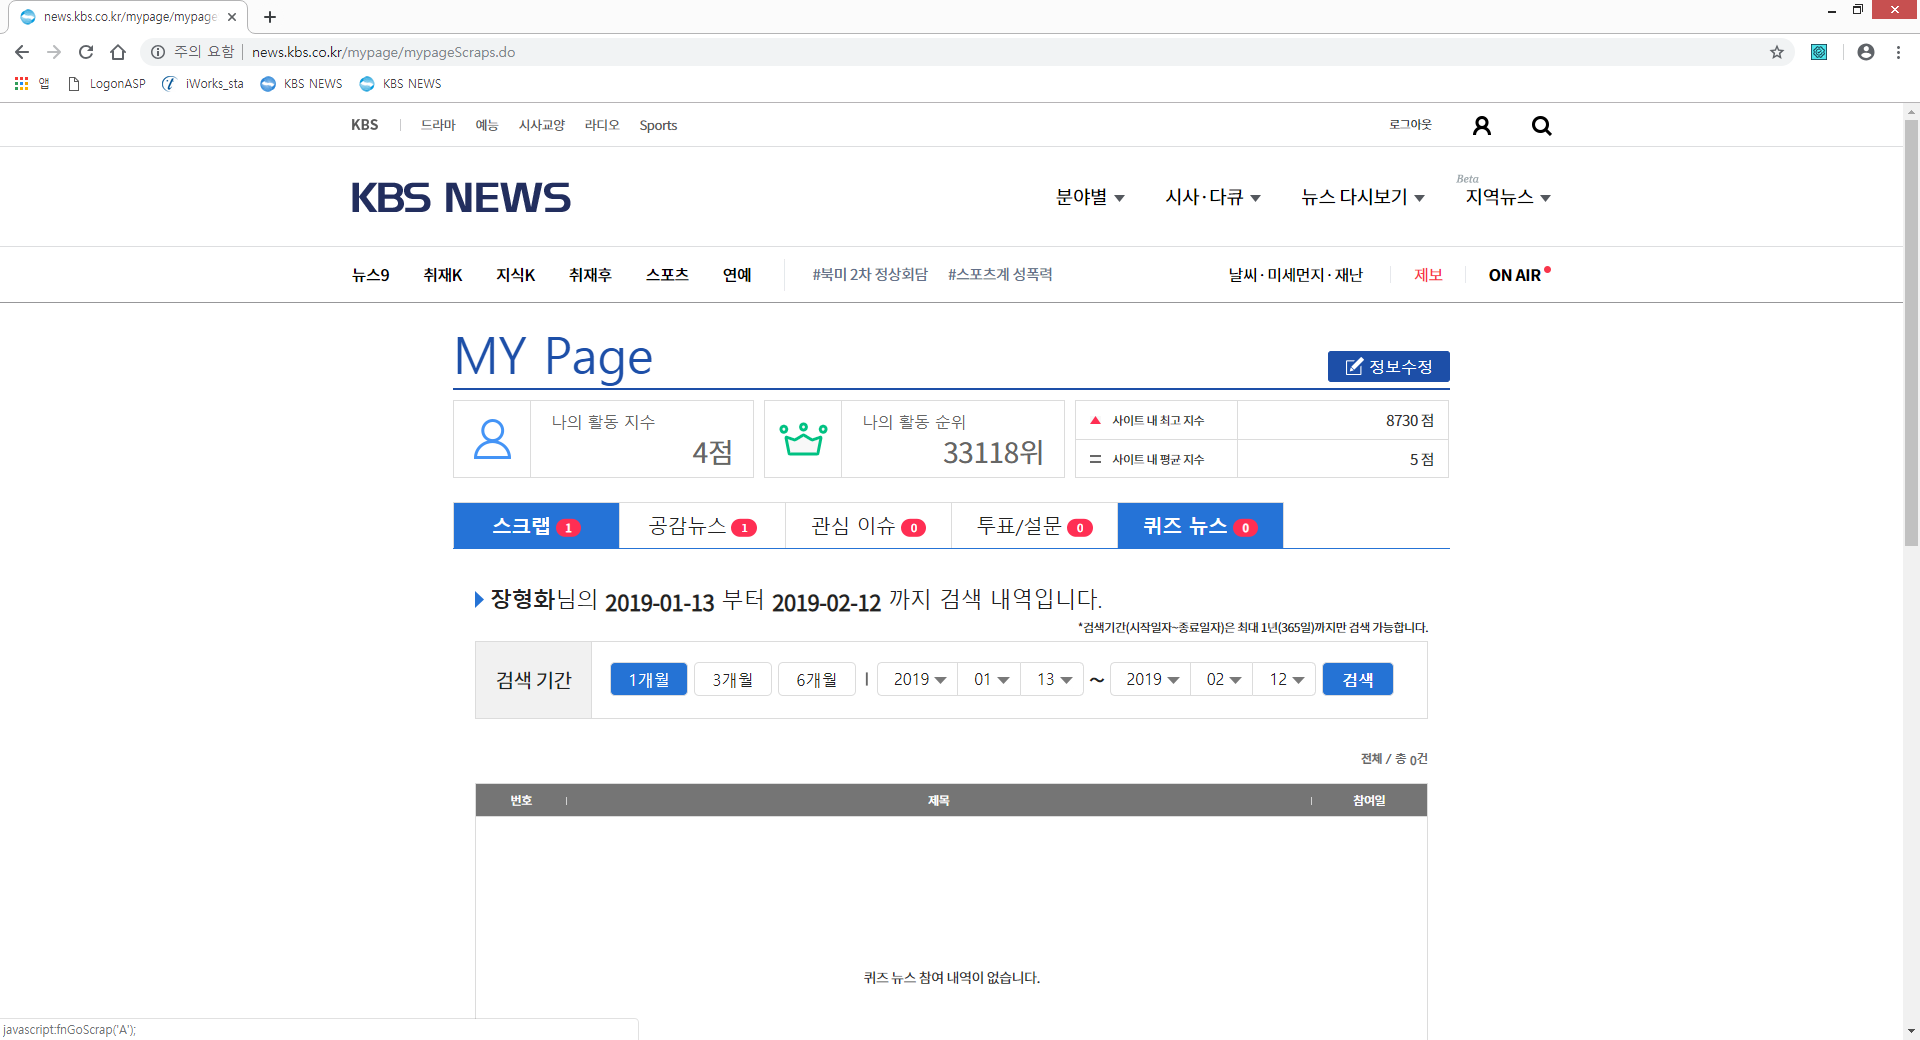 news.kbs.co.kr/mypage/mypage
주의 요함 news.kbs.co.kr/mypage/mypageScraps.do
앱 LogonASP iWorks_sta KBS NEWS KBS NEWS
KBS 드라마 예능 시사교양 라디오 Sports 로그아웃
KBS NEWS 분야별 시사·다큐 뉴스 다시보기 Beta 지역뉴스
뉴스9 취재K 지식K 취재후 스포츠 연예 #북미 2차 정상회담 #스포츠계 성폭력 날씨·미세먼지·재난 제보 ON AIR
MY Page 정보수정
나의 활동 지수 나의 활동 순위 사이트 내 최고 지수 8730 점
4점 33118위 사이트 내 평균 지수 5 점
스크랩 1 공감뉴스 1 관심 이슈 0 투표/설문 0 퀴즈 뉴스 0
장형화님의 2019-01-13 부터 2019-02-12 까지 검색 내역입니다.
*검색기간(시작일자~종료일자)은 최대 1년(365일)까지만 검색 가능합니다.
검색 기간 1개월 3개월 6개월 | 2019 01 13 ~ 2019 02 12 검색
전체 / 총 0건
번호 제목 참여일
퀴즈 뉴스 참여 내역이 없습니다.
javascript:fnGoScrap('A');